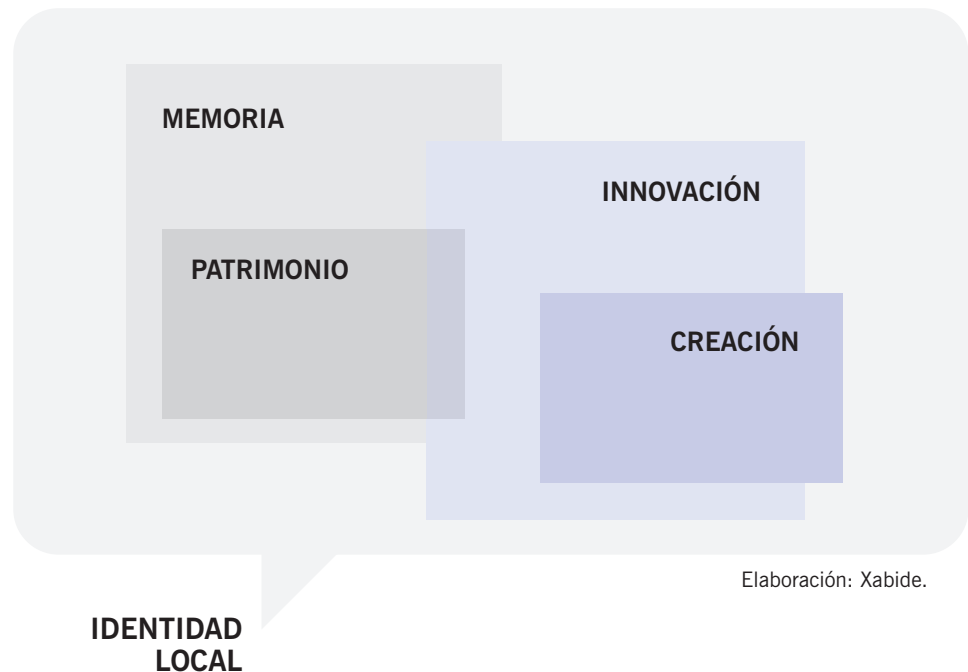 MEMORIA
INNOVACIÓN
PATRIMONIO
CREACIÓN
Elaboración: Xabide.
IDENTIDAD
LOCAL